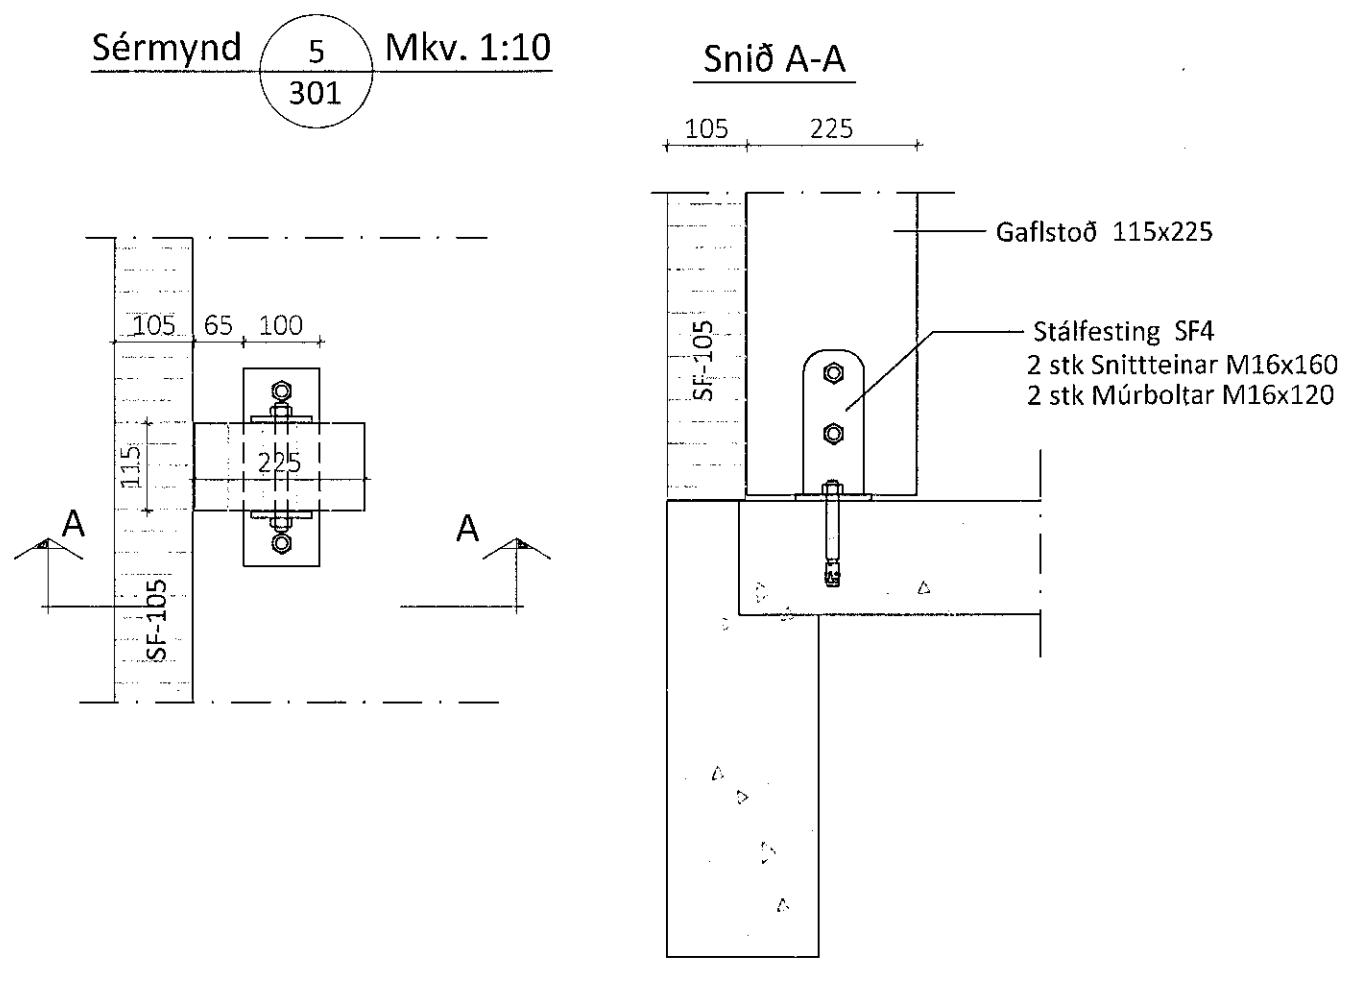 Sérmynd 5 Mkv. 1:10
301
Snið A-A
105 225
Gaflstoð 115x225
SF-105
Stálfesting SF4
2 stk Snittteinar M16x160
2 stk Múrboltar M16x120
105 65 100
115
225
A A
SF-105